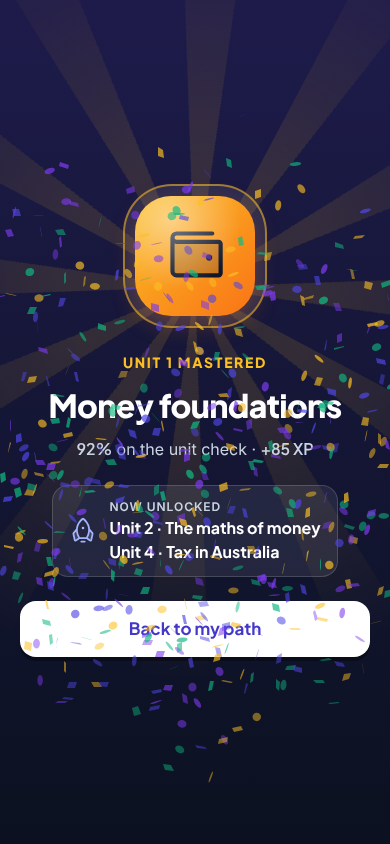 UNIT 1 MASTERED
Money foundations
92% on the unit check · +85 XP
NOW UNLOCKED
Unit 2 · The maths of money
Unit 4 · Tax in Australia
Back to my path